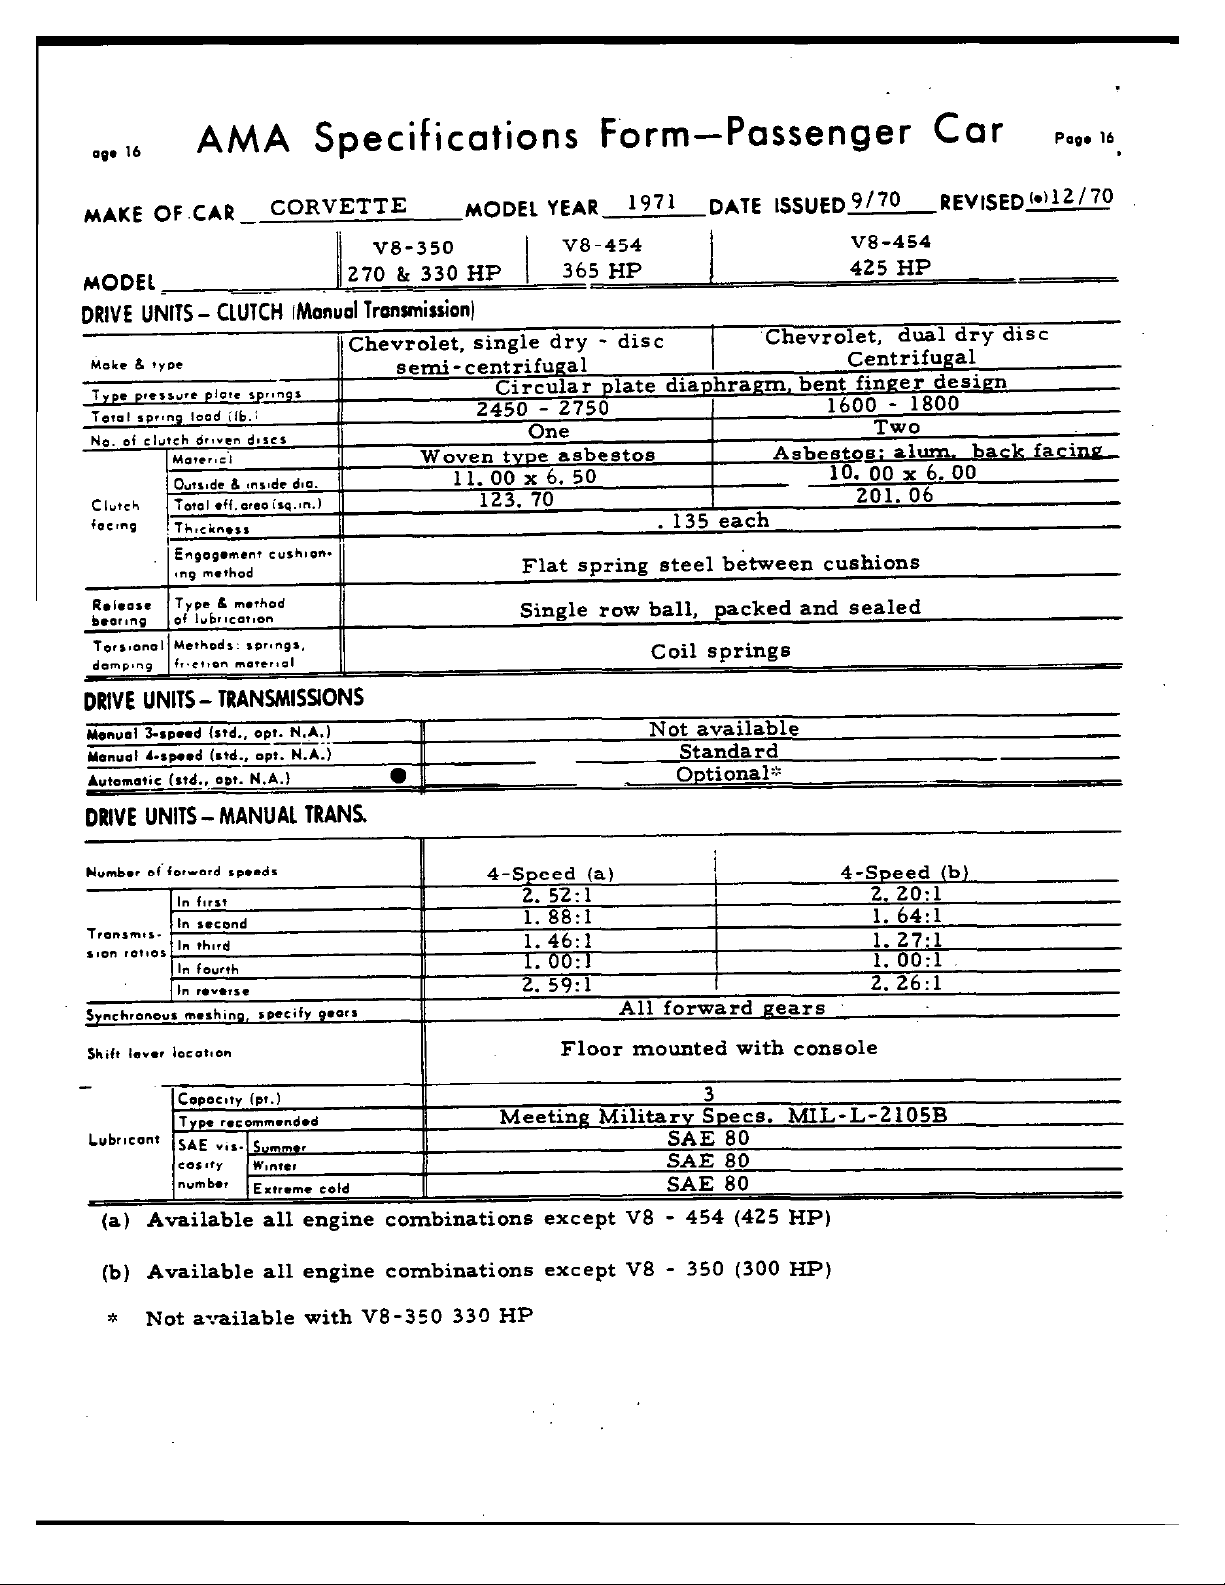 age 16 AMA Specifications Form—Passenger Car Page 16
MAKE OF CAR CORVETTE MODEL YEAR 1971 DATE ISSUED 9/70 REVISED (•) 12/70
MODEL
V8-350 V8-454 V8-454
270 & 330 HP 365 HP 425 HP
DRIVE UNITS – CLUTCH (Manual Transmission)
Make & type
Chevrolet, single dry - disc Chevrolet, dual dry disc
semi-centrifugal Centrifugal
Type pressure plate springs Circular plate diaphragm, bent finger design
Total spring load (lb.) 2450 - 2750 1600 - 1800
No. of clutch driven discs One Two
Clutch facing
Material Woven type asbestos Asbestos; alum. back facing
Outside & inside dia. 11.00 x 6.50 10.00 x 6.00
Total eff. area (sq. in.) 123.70 201.06
Thickness .135 each
Engagement cushion-
ing method Flat spring steel between cushions
Release bearing
Type & method
of lubrication Single row ball, packed and sealed
Torsional damping
Methods: springs,
friction material Coil springs
DRIVE UNITS – TRANSMISSIONS
Manual 3-speed (std., opt. N.A.) Not available
Manual 4-speed (std., opt. N.A.) Standard
Automatic (std., opt. N.A.) ● Optional*
DRIVE UNITS – MANUAL TRANS.
Number of forward speeds 4-Speed (a) 4-Speed (b)
Transmis-
sion ratios
In first 2.52:1 2.20:1
In second 1.88:1 1.64:1
In third 1.46:1 1.27:1
In fourth 1.00:1 1.00:1
In reverse 2.59:1 2.26:1
Synchronous meshing, specify gears All forward gears
Shift lever location Floor mounted with console
Lubricant
Capacity (pt.) 3
Type recommended Meeting Military Specs. MIL-L-2105B
SAE vis-
cosity
number
Summer SAE 80
Winter SAE 80
Extreme cold SAE 80
(a) Available all engine combinations except V8 - 454 (425 HP)
(b) Available all engine combinations except V8 - 350 (300 HP)
* Not available with V8-350 330 HP